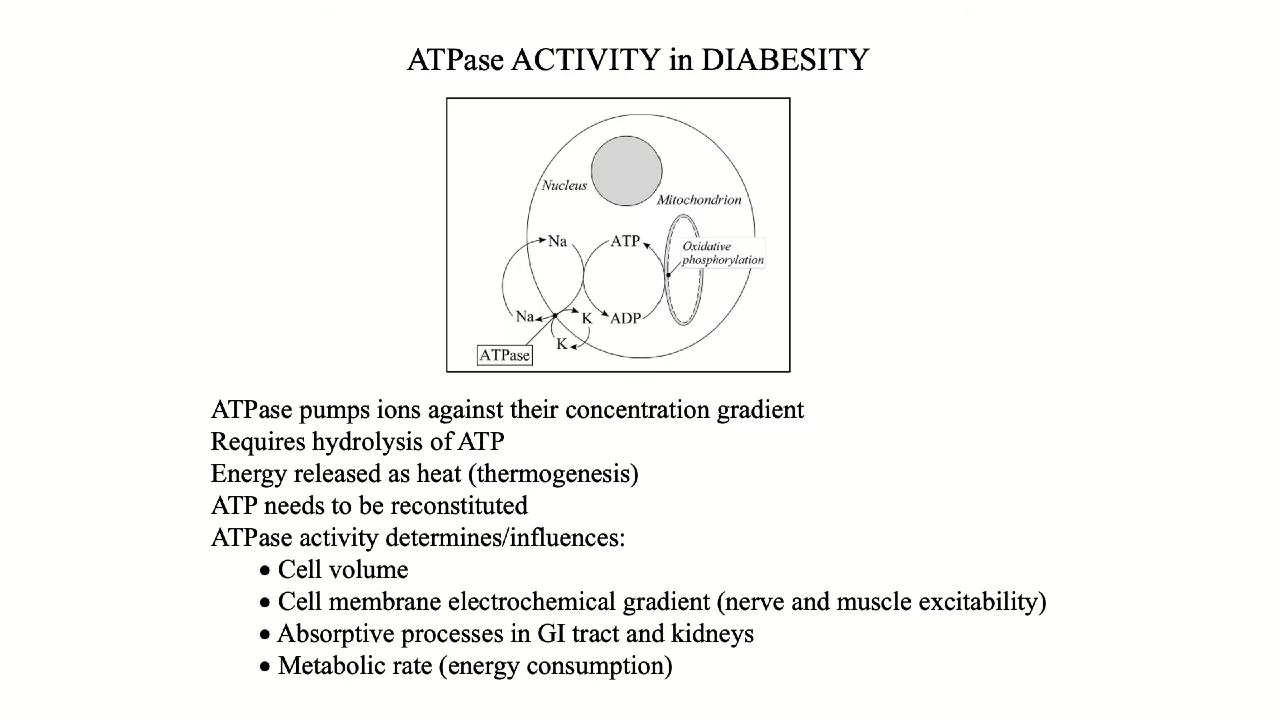 ATPase ACTIVITY in DIABESITY
Nucleus
Mitochondrion
Na
ATP
Oxidative
phosphorylation
Na
K
ADP
K
ATPase
ATPase pumps ions against their concentration gradient
Requires hydrolysis of ATP
Energy released as heat (thermogenesis)
ATP needs to be reconstituted
ATPase activity determines/influences:
• Cell volume
• Cell membrane electrochemical gradient (nerve and muscle excitability)
• Absorptive processes in GI tract and kidneys
• Metabolic rate (energy consumption)